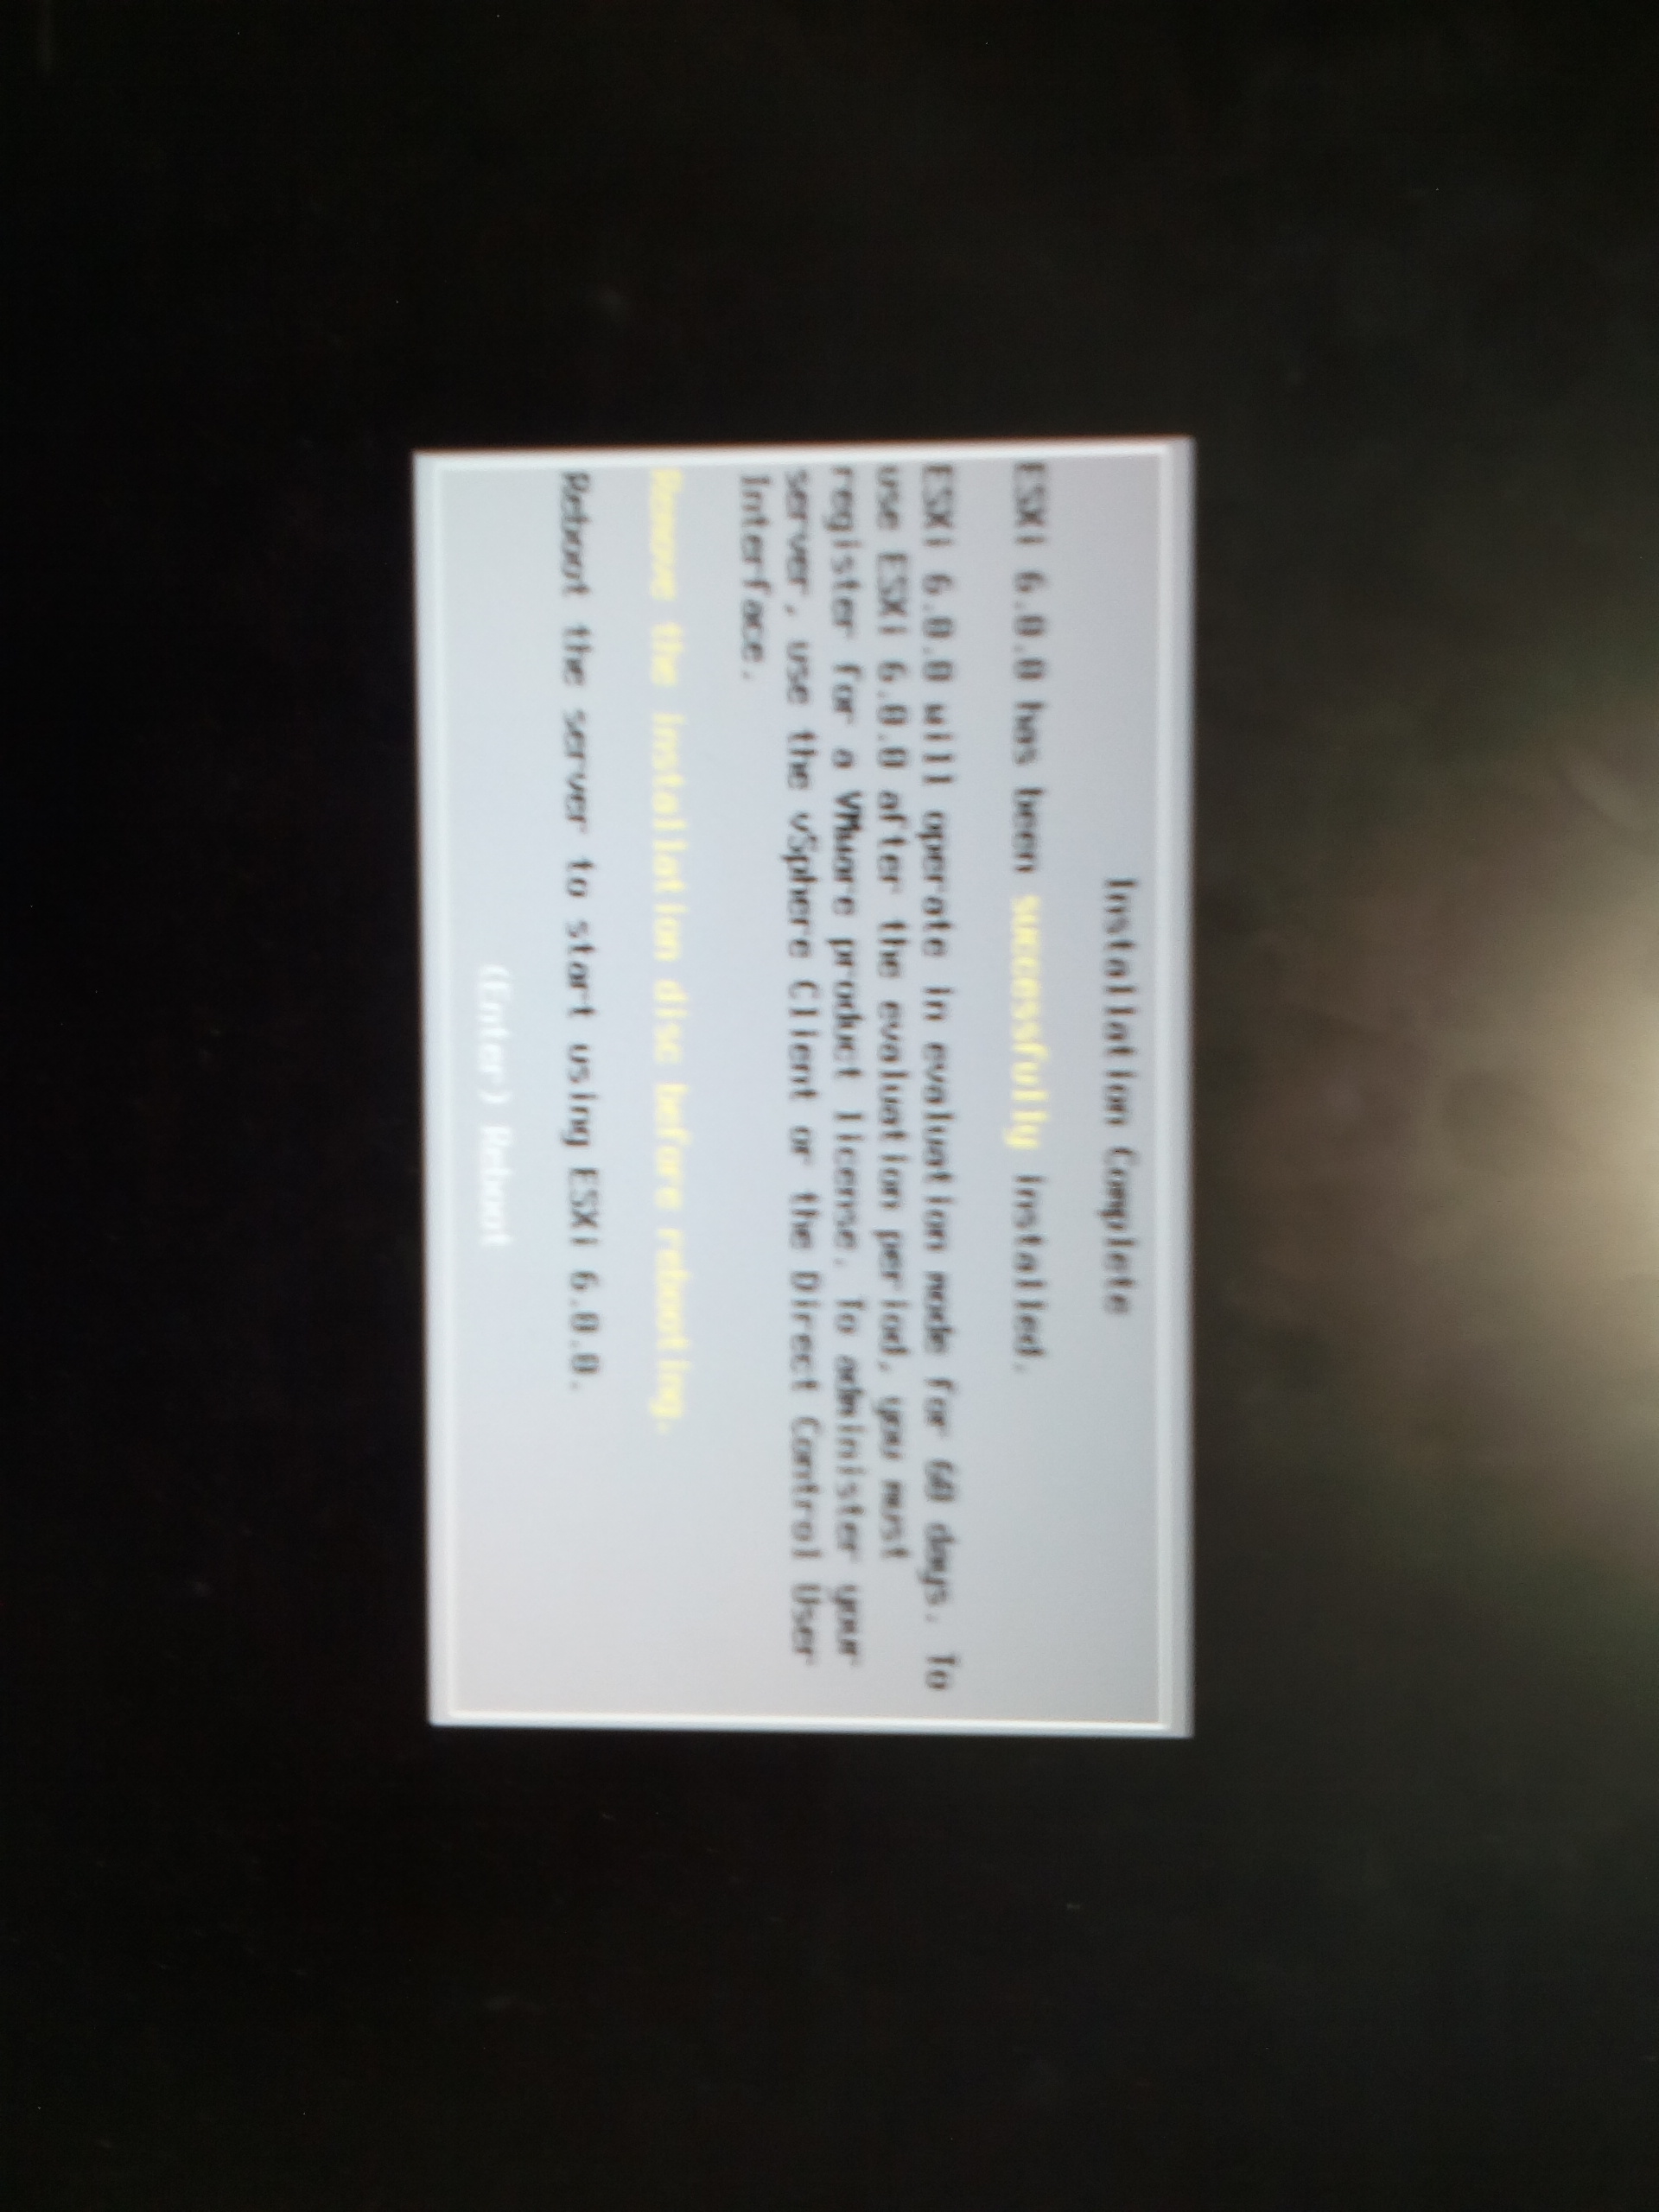 Installation Complete
ESXi 6.0.0 has been successfully installed.
ESXi 6.0.0 will operate in evaluation mode for 60 days. To
use ESXi 6.0.0 after the evaluation period, you must
register for a VMware product license. To administer your
server, use the vSphere Client or the Direct Control User
Interface.
Remove the installation disc before rebooting.
Reboot the server to start using ESXi 6.0.0.
(Enter) Reboot